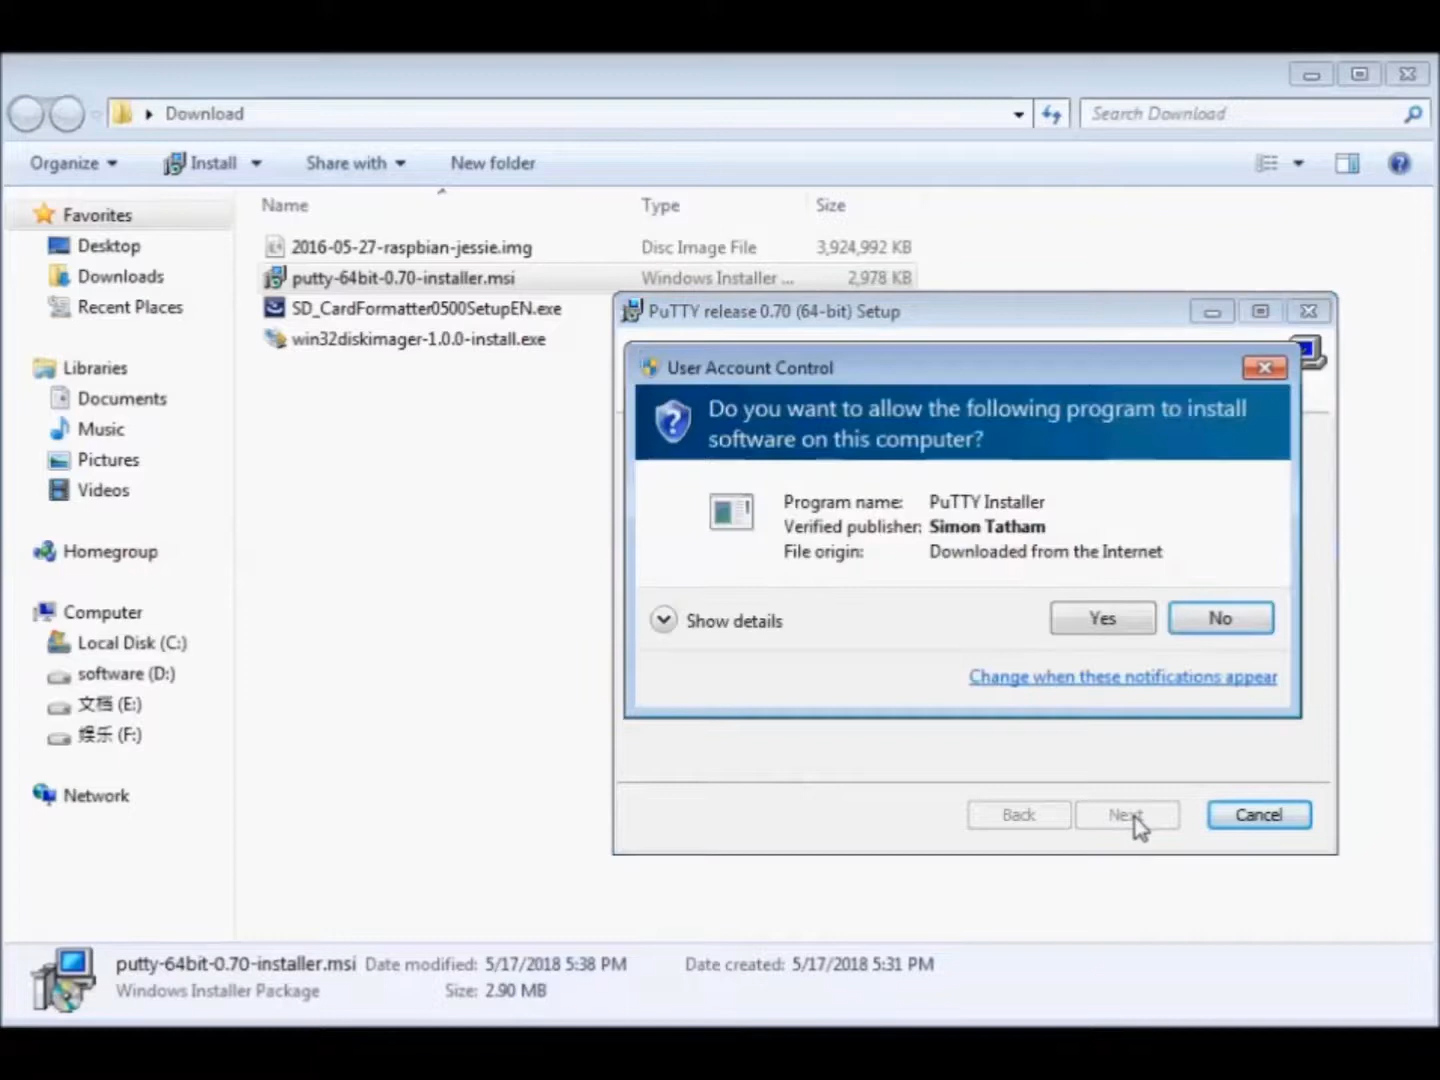 Download
Search Download
Organize
Install
Share with
New folder
Name
Type
Size
2016-05-27-raspbian-jessie.img
Disc Image File
3,924,992 KB
putty-64bit-0.70-installer.msi
Windows Installer ...
2,978 KB
SD_CardFormatter0500SetupEN.exe
win32diskimager-1.0.0-install.exe
Favorites
Desktop
Downloads
Recent Places
Libraries
Documents
Music
Pictures
Videos
Homegroup
Computer
Local Disk (C:)
software (D:)
文档 (E:)
娱乐 (F:)
Network
PuTTY release 0.70 (64-bit) Setup
User Account Control
Do you want to allow the following program to install
software on this computer?
Program name: PuTTY Installer
Verified publisher: Simon Tatham
File origin: Downloaded from the Internet
Show details
Yes
No
Change when these notifications appear
Back
Next
Cancel
putty-64bit-0.70-installer.msi Date modified: 5/17/2018 5:38 PM Date created: 5/17/2018 5:31 PM
Windows Installer Package Size: 2.90 MB